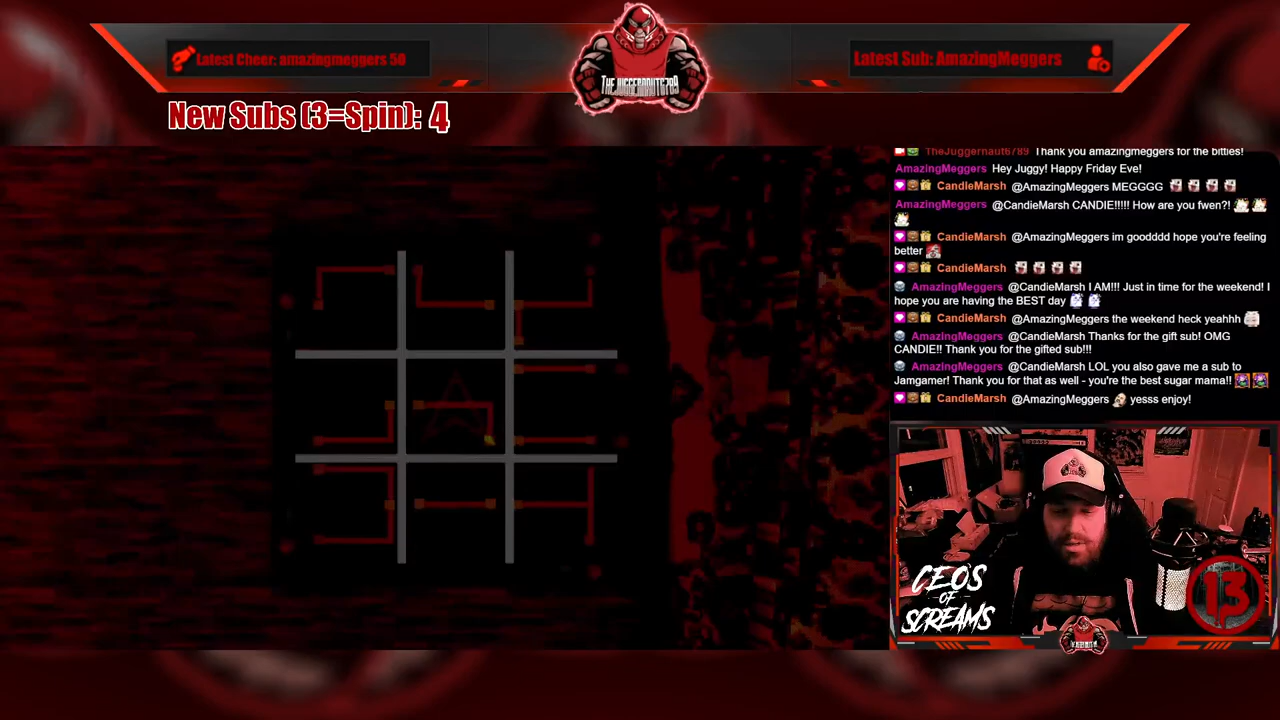 Latest Cheer: amazingmeggers 50
THEJUGGERNAUT6789
Latest Sub: AmazingMeggers
New Subs (3=Spin): 4
TheJuggernaut6789 Thank you amazingmeggers for the bitties!
AmazingMeggers Hey Juggy! Happy Friday Eve!
CandieMarsh @AmazingMeggers MEGGGG
AmazingMeggers @CandieMarsh CANDIE!!!!! How are you fwen?!
CandieMarsh @AmazingMeggers im goodddd hope you're feeling
better
CandieMarsh
AmazingMeggers @CandieMarsh I AM!!! Just in time for the weekend! I
hope you are having the BEST day
CandieMarsh @AmazingMeggers the weekend heck yeahhh
AmazingMeggers @CandieMarsh Thanks for the gift sub! OMG
CANDIE!! Thank you for the gifted sub!!!
AmazingMeggers @CandieMarsh LOL you also gave me a sub to
Jamgamer! Thank you for that as well - you're the best sugar mama!!
CandieMarsh @AmazingMeggers yesss enjoy!
CEOS
OF
SCREAMS
13